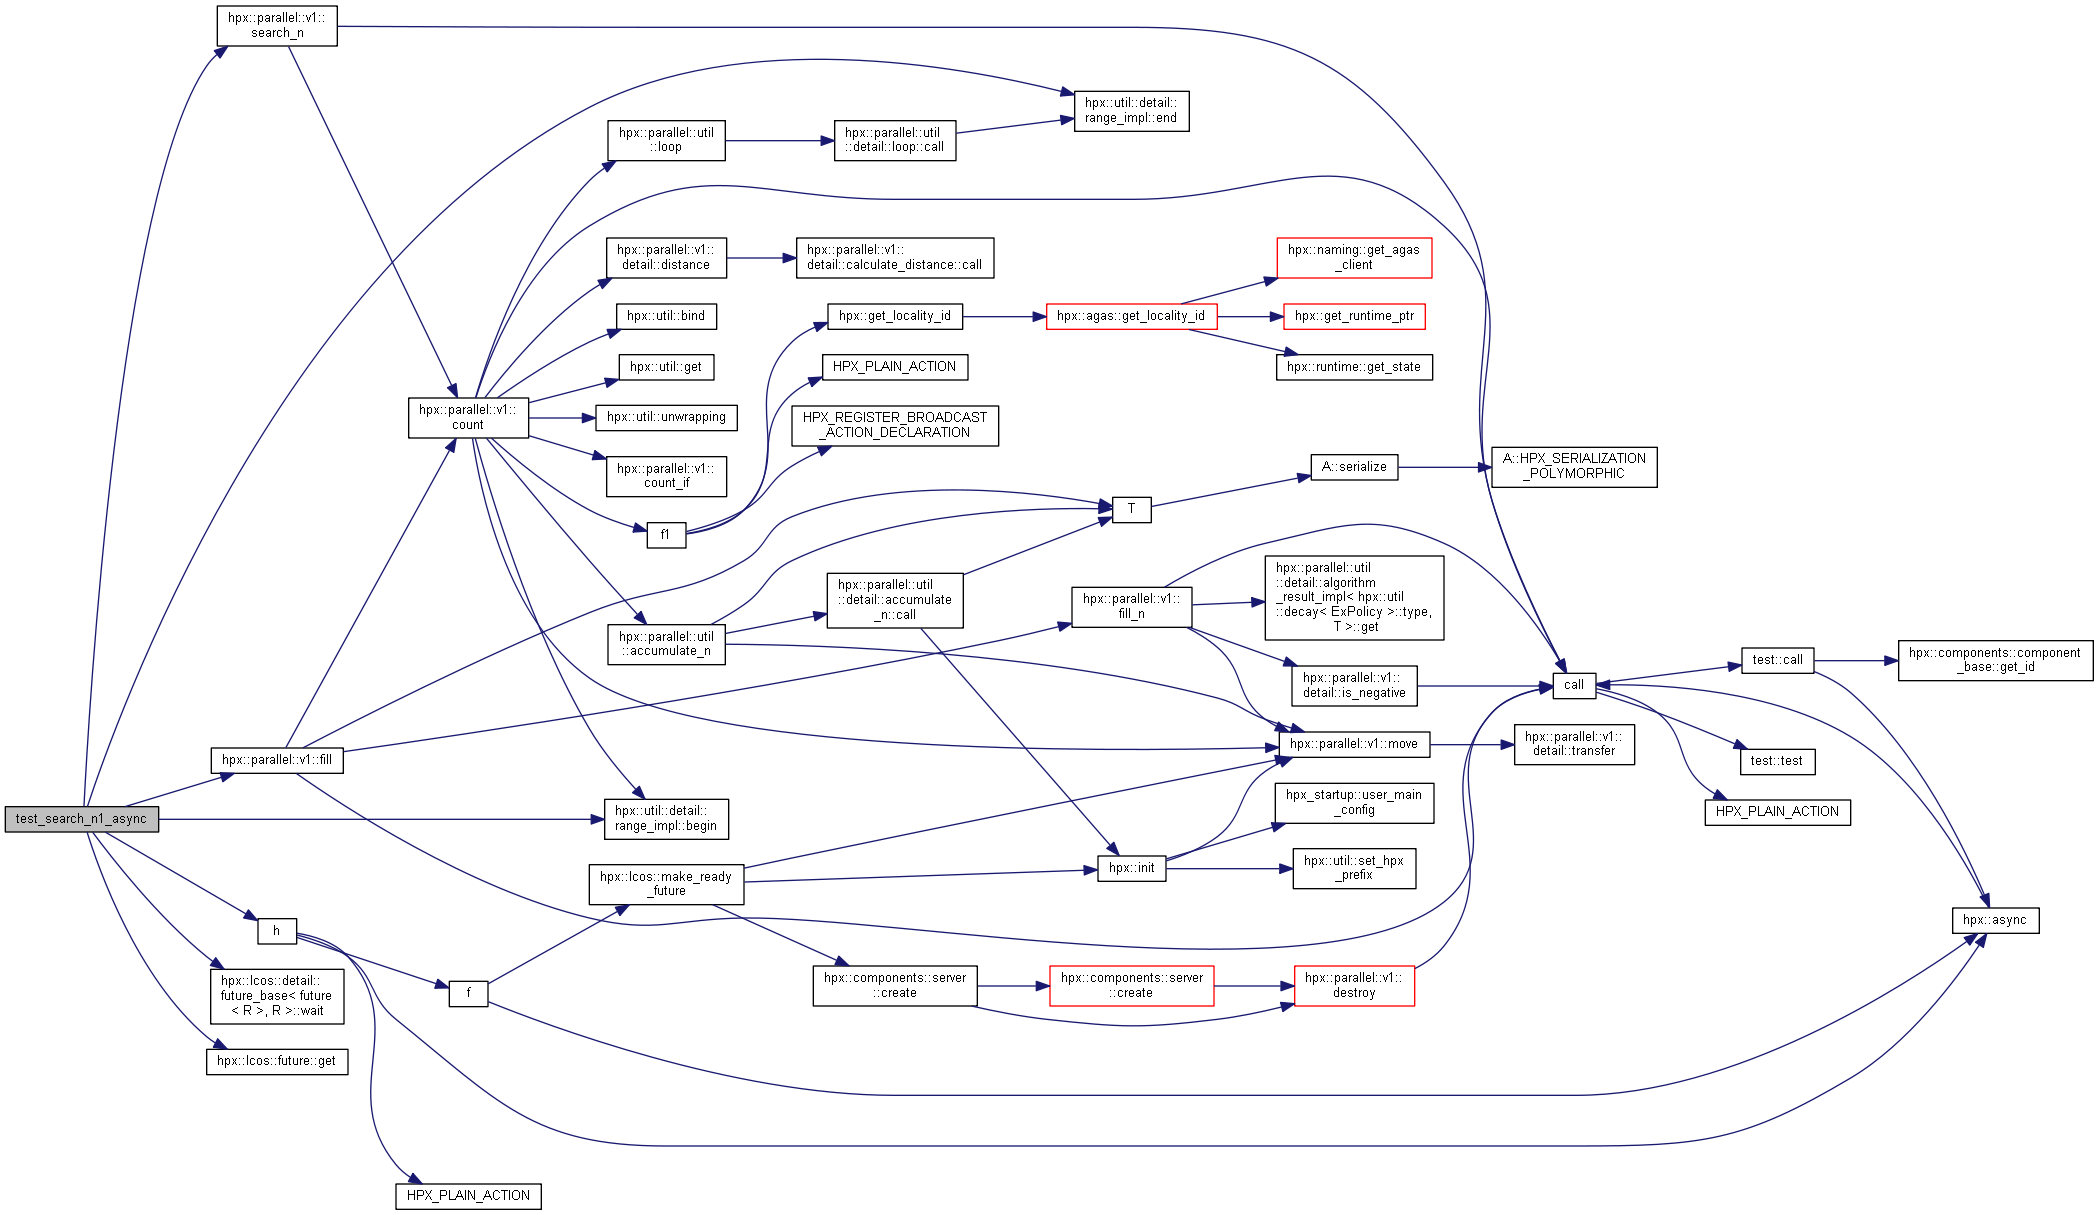 hpx::parallel::v1::
search_n
hpx::util::detail::
range_impl::end
hpx::parallel::util
::loop
hpx::parallel::util
::detail::loop::call
hpx::parallel::v1::
detail::distance
hpx::parallel::v1::
detail::calculate_distance::call
hpx::naming::get_agas
_client
hpx::util::bind
hpx::get_locality_id
hpx::agas::get_locality_id
hpx::get_runtime_ptr
hpx::util::get
HPX_PLAIN_ACTION
hpx::runtime::get_state
hpx::parallel::v1::
count
hpx::util::unwrapping
HPX_REGISTER_BROADCAST
_ACTION_DECLARATION
hpx::parallel::v1::
count_if
A::serialize
A::HPX_SERIALIZATION
_POLYMORPHIC
T
f1
hpx::parallel::util
::detail::accumulate
_n::call
hpx::parallel::v1::
fill_n
hpx::parallel::util
::detail::algorithm
_result_impl< hpx::util
::decay< ExPolicy >::type,
T >::get
hpx::parallel::util
::accumulate_n
hpx::parallel::v1::
detail::is_negative
call
test::call
hpx::components::component
_base::get_id
hpx::parallel::v1::fill
hpx::parallel::v1::move
hpx::parallel::v1::
detail::transfer
test::test
test_search_n1_async
hpx::util::detail::
range_impl::begin
hpx_startup::user_main
_config
HPX_PLAIN_ACTION
hpx::lcos::make_ready
_future
hpx::init
hpx::util::set_hpx
_prefix
h
hpx::async
hpx::lcos::detail::
future_base< future
< R >, R >::wait
f
hpx::components::server
::create
hpx::components::server
::create
hpx::parallel::v1::
destroy
hpx::lcos::future::get
HPX_PLAIN_ACTION